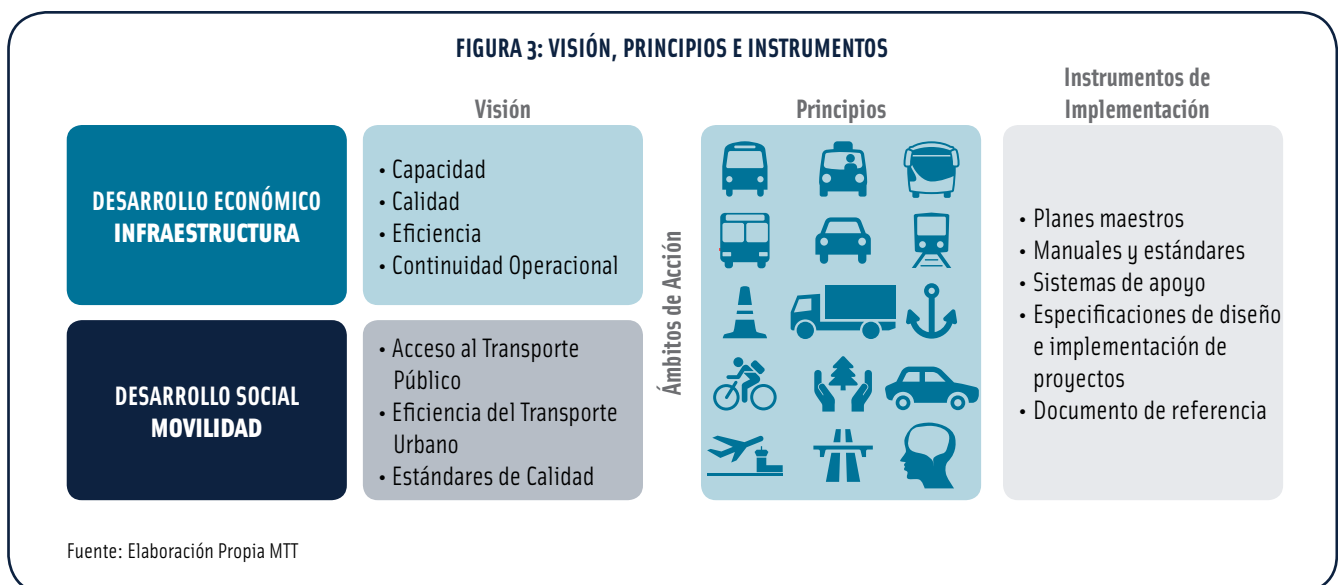 FIGURA 3: VISIÓN, PRINCIPIOS E INSTRUMENTOS
Visión
Principios
Instrumentos de
Implementación
DESARROLLO ECONÓMICO
INFRAESTRUCTURA
• Capacidad
• Calidad
• Eficiencia
• Continuidad Operacional
DESARROLLO SOCIAL
MOVILIDAD
• Acceso al Transporte
Público
• Eficiencia del Transporte
Urbano
• Estándares de Calidad
Ámbitos de Acción
• Planes maestros
• Manuales y estándares
• Sistemas de apoyo
• Especificaciones de diseño
e implementación de
proyectos
• Documento de referencia
Fuente: Elaboración Propia MTT